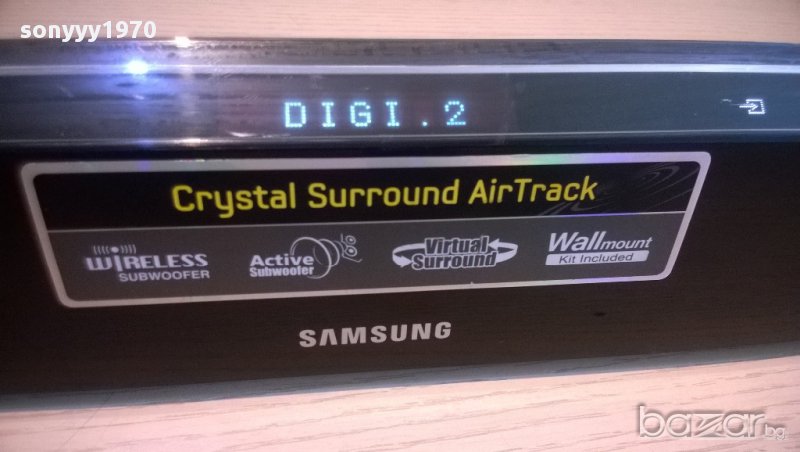 sonyyy1970
DIGI.2
Crystal Surround AirTrack
WIRELESS
SUBWOOFER
Active
Subwoofer
Virtual
Surround
Wallmount
Kit Included
SAMSUNG
bazar.bg